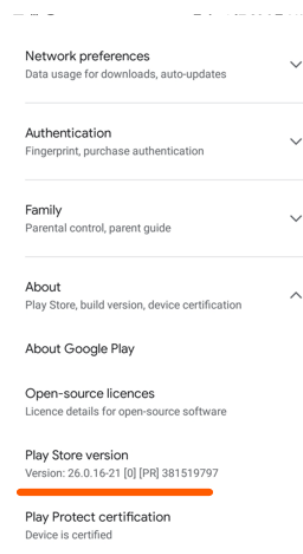 Network preferences
Data usage for downloads, auto-updates
Authentication
Fingerprint, purchase authentication
Family
Parental control, parent guide
About
Play Store, build version, device certification
About Google Play
Open-source licences
Licence details for open-source software
Play Store version
Version: 26.0.16-21 [0] [PR] 381519797
Play Protect certification
Device is certified